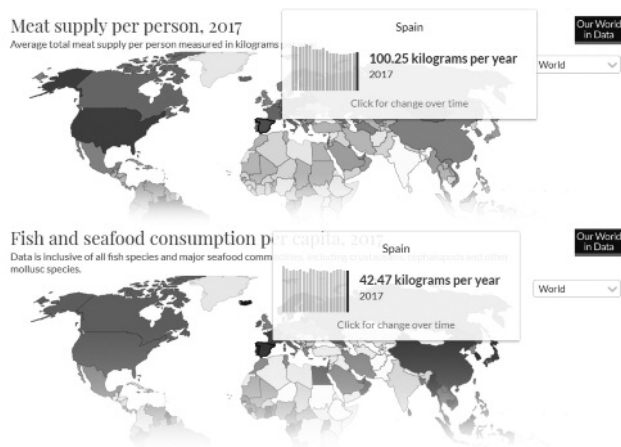 Meat supply per person, 2017
Average total meat supply per person measured in kilograms
Spain
100.25 kilograms per year
2017
Click for change over time
Our World
in Data
World
Fish and seafood consumption per capita, 2017
Data is inclusive of all fish species and major seafood commodities, including crustaceans, cephalopods and other
mollusc species.
Spain
42.47 kilograms per year
2017
Click for change over time
Our World
in Data
World